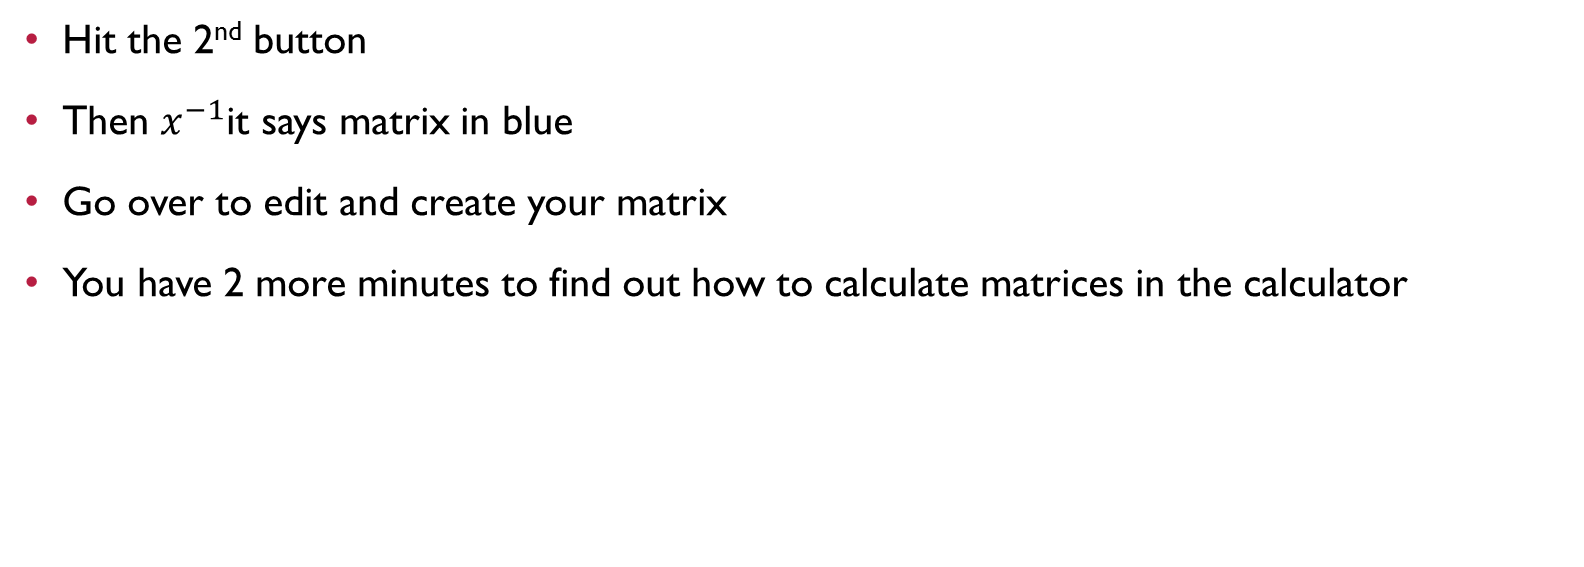 • Hit the 2nd button
• Then x⁻¹it says matrix in blue
• Go over to edit and create your matrix
• You have 2 more minutes to find out how to calculate matrices in the calculator